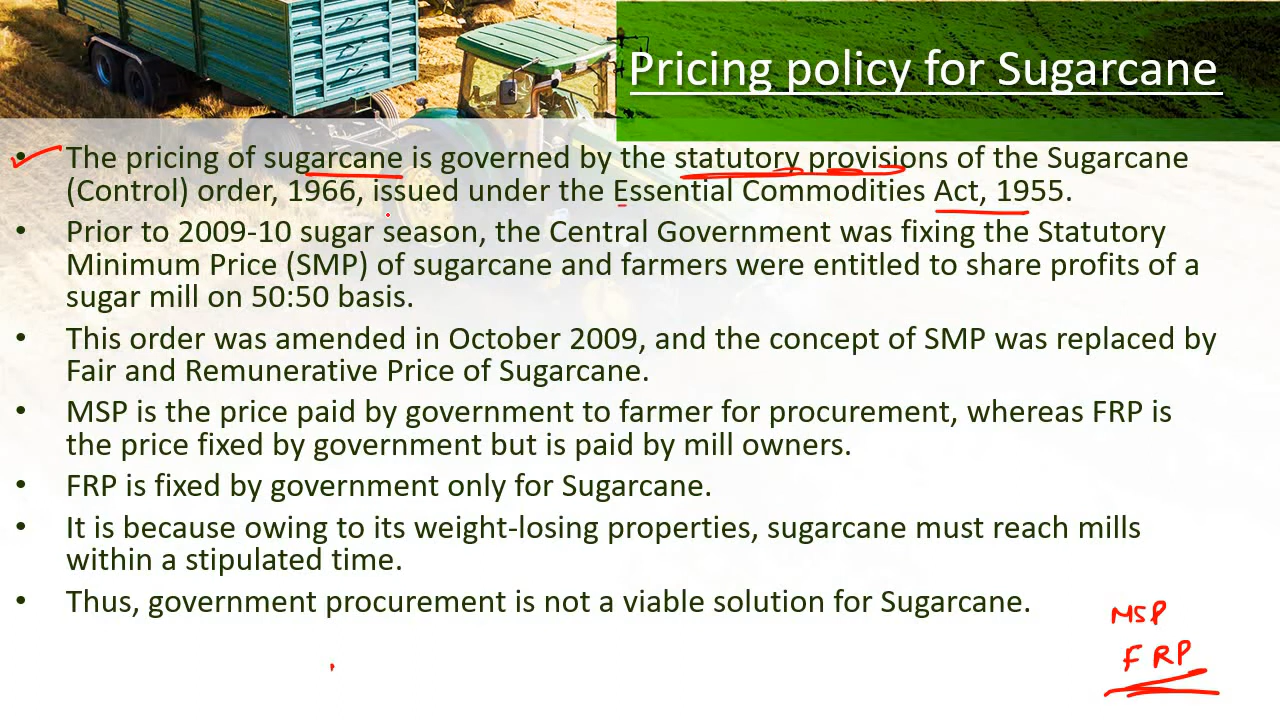 Pricing policy for Sugarcane
• The pricing of sugarcane is governed by the statutory provisions of the Sugarcane
(Control) order, 1966, issued under the Essential Commodities Act, 1955.
• Prior to 2009-10 sugar season, the Central Government was fixing the Statutory
Minimum Price (SMP) of sugarcane and farmers were entitled to share profits of a
sugar mill on 50:50 basis.
• This order was amended in October 2009, and the concept of SMP was replaced by
Fair and Remunerative Price of Sugarcane.
• MSP is the price paid by government to farmer for procurement, whereas FRP is
the price fixed by government but is paid by mill owners.
• FRP is fixed by government only for Sugarcane.
• It is because owing to its weight-losing properties, sugarcane must reach mills
within a stipulated time.
• Thus, government procurement is not a viable solution for Sugarcane.
MSP
FRP